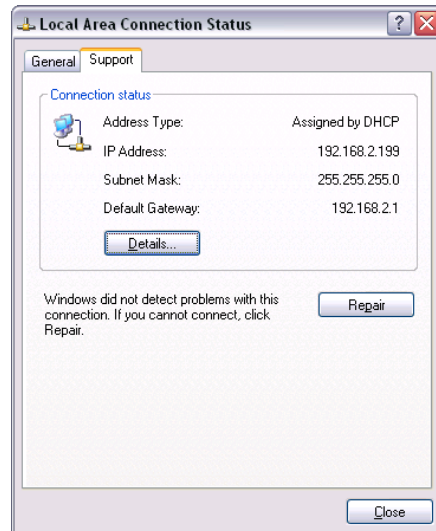 Local Area Connection Status
General Support
Connection status
Address Type: Assigned by DHCP
IP Address: 192.168.2.199
Subnet Mask: 255.255.255.0
Default Gateway: 192.168.2.1
Details...
Windows did not detect problems with this
connection. If you cannot connect, click
Repair.
Repair
Close